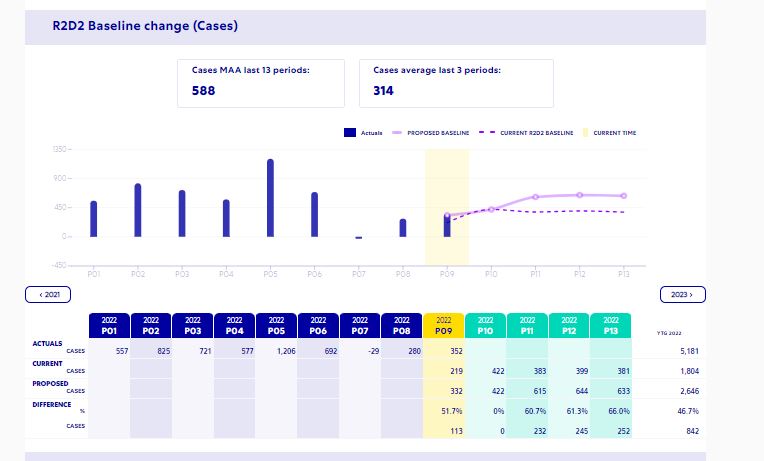 R2D2 Baseline change (Cases)
Cases MAA last 13 periods: Cases average last 3 periods:
588 314
Actuals PROPOSED BASELINE CURRENT R2D2 BASELINE CURRENT TIME
1350
900
450
0
-450
P01 P02 P03 P04 P05 P06 P07 P08 P09 P10 P11 P12 P13
‹ 2021 2023 ›
2022 2022 2022 2022 2022 2022 2022 2022 2022 2022 2022 2022 2022
P01 P02 P03 P04 P05 P06 P07 P08 P09 P10 P11 P12 P13 YTG 2022
ACTUALS
CASES 557 825 721 577 1,206 692 -29 280 352 5,181
CURRENT
CASES 219 422 383 399 381 1,804
PROPOSED
CASES 332 422 615 644 633 2,646
DIFFERENCE
% 51.7% 0% 60.7% 61.3% 66.0% 46.7%
CASES 113 0 232 245 252 842